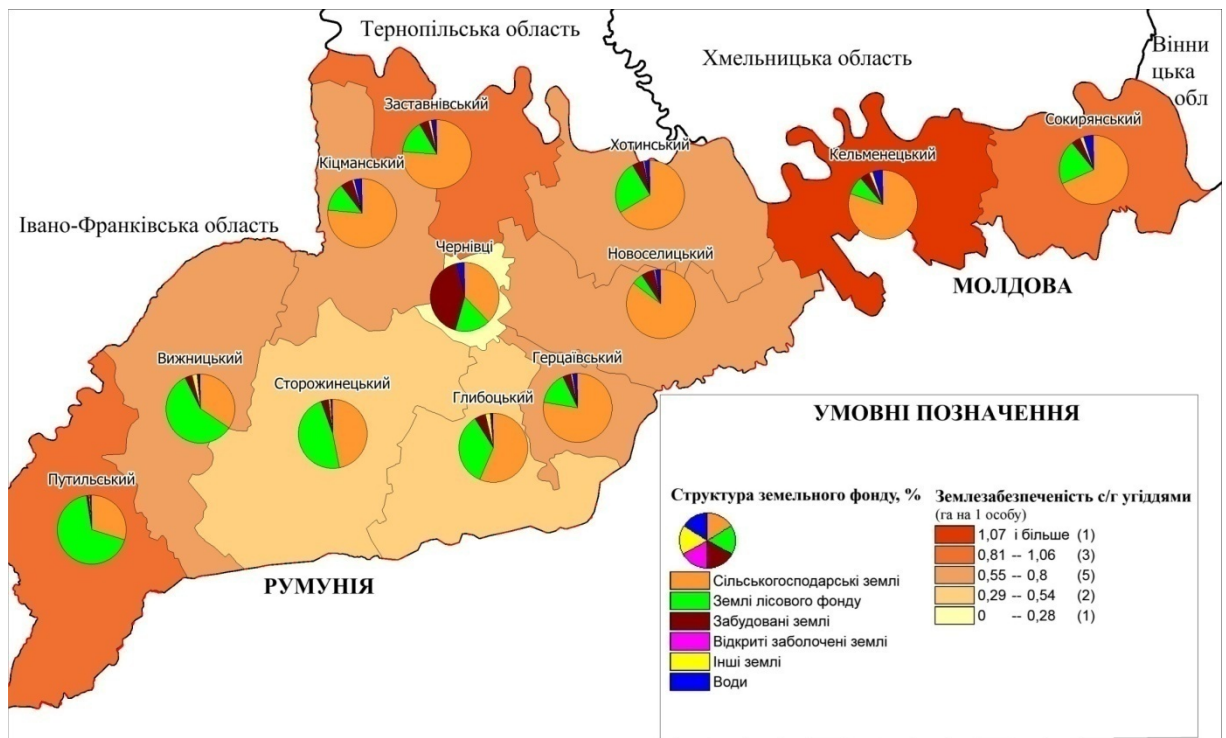 Тернопільська область
Хмельницька область
Вінни
цька
обл
Заставнівський
Сокирянський
Хотинський
Кельменецький
Кіцманський
Івано-Франківська область
Чернівці
Новоселицький
МОЛДОВА
Вижницький
Герцаївський
Сторожинецький
Глибоцький
Путильський
РУМУНІЯ
УМОВНІ ПОЗНАЧЕННЯ
Структура земельного фонду, %
Сільськогосподарські землі
Землі лісового фонду
Забудовані землі
Відкриті заболочені землі
Інші землі
Води
Землезабезпеченість с/г угіддями
(га на 1 особу)
1,07 і більше (1)
0,81 -- 1,06 (3)
0,55 -- 0,8 (5)
0,29 -- 0,54 (2)
0 -- 0,28 (1)